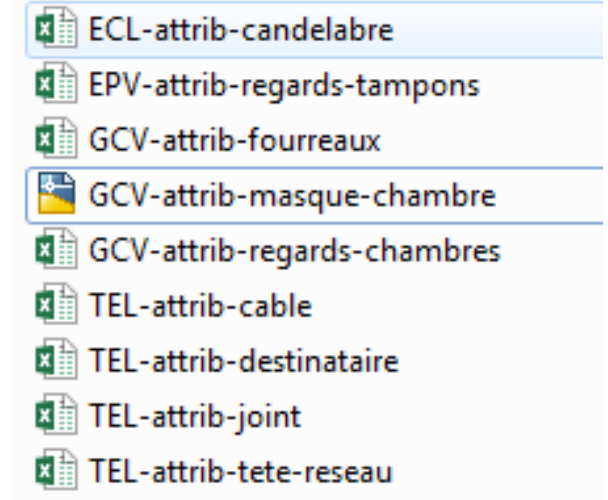 ECL-attrib-candelabre
EPV-attrib-regards-tampons
GCV-attrib-fourreaux
GCV-attrib-masque-chambre
GCV-attrib-regards-chambres
TEL-attrib-cable
TEL-attrib-destinataire
TEL-attrib-joint
TEL-attrib-tete-reseau